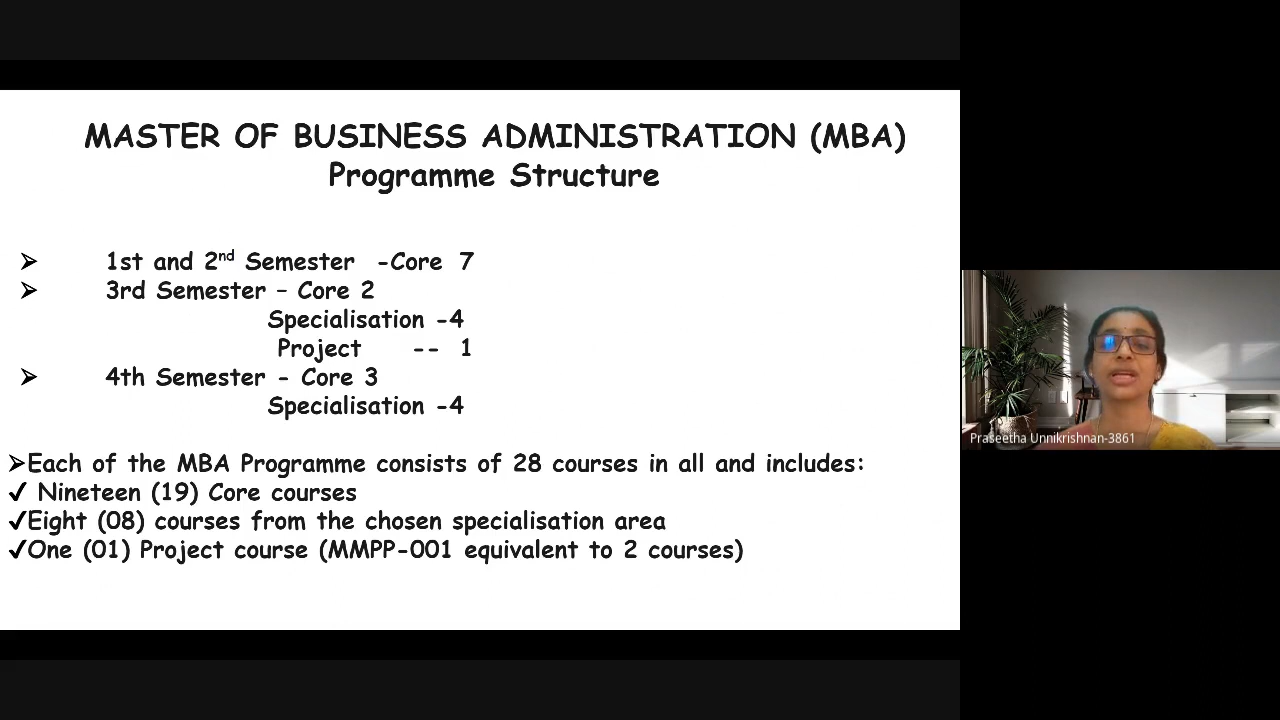 MASTER OF BUSINESS ADMINISTRATION (MBA)
Programme Structure
➢ 1st and 2nd Semester -Core 7
➢ 3rd Semester – Core 2
Specialisation -4
Project -- 1
➢ 4th Semester - Core 3
Specialisation -4
➢Each of the MBA Programme consists of 28 courses in all and includes:
✓ Nineteen (19) Core courses
✓Eight (08) courses from the chosen specialisation area
✓One (01) Project course (MMPP-001 equivalent to 2 courses)
Praseetha Unnikrishnan-3861